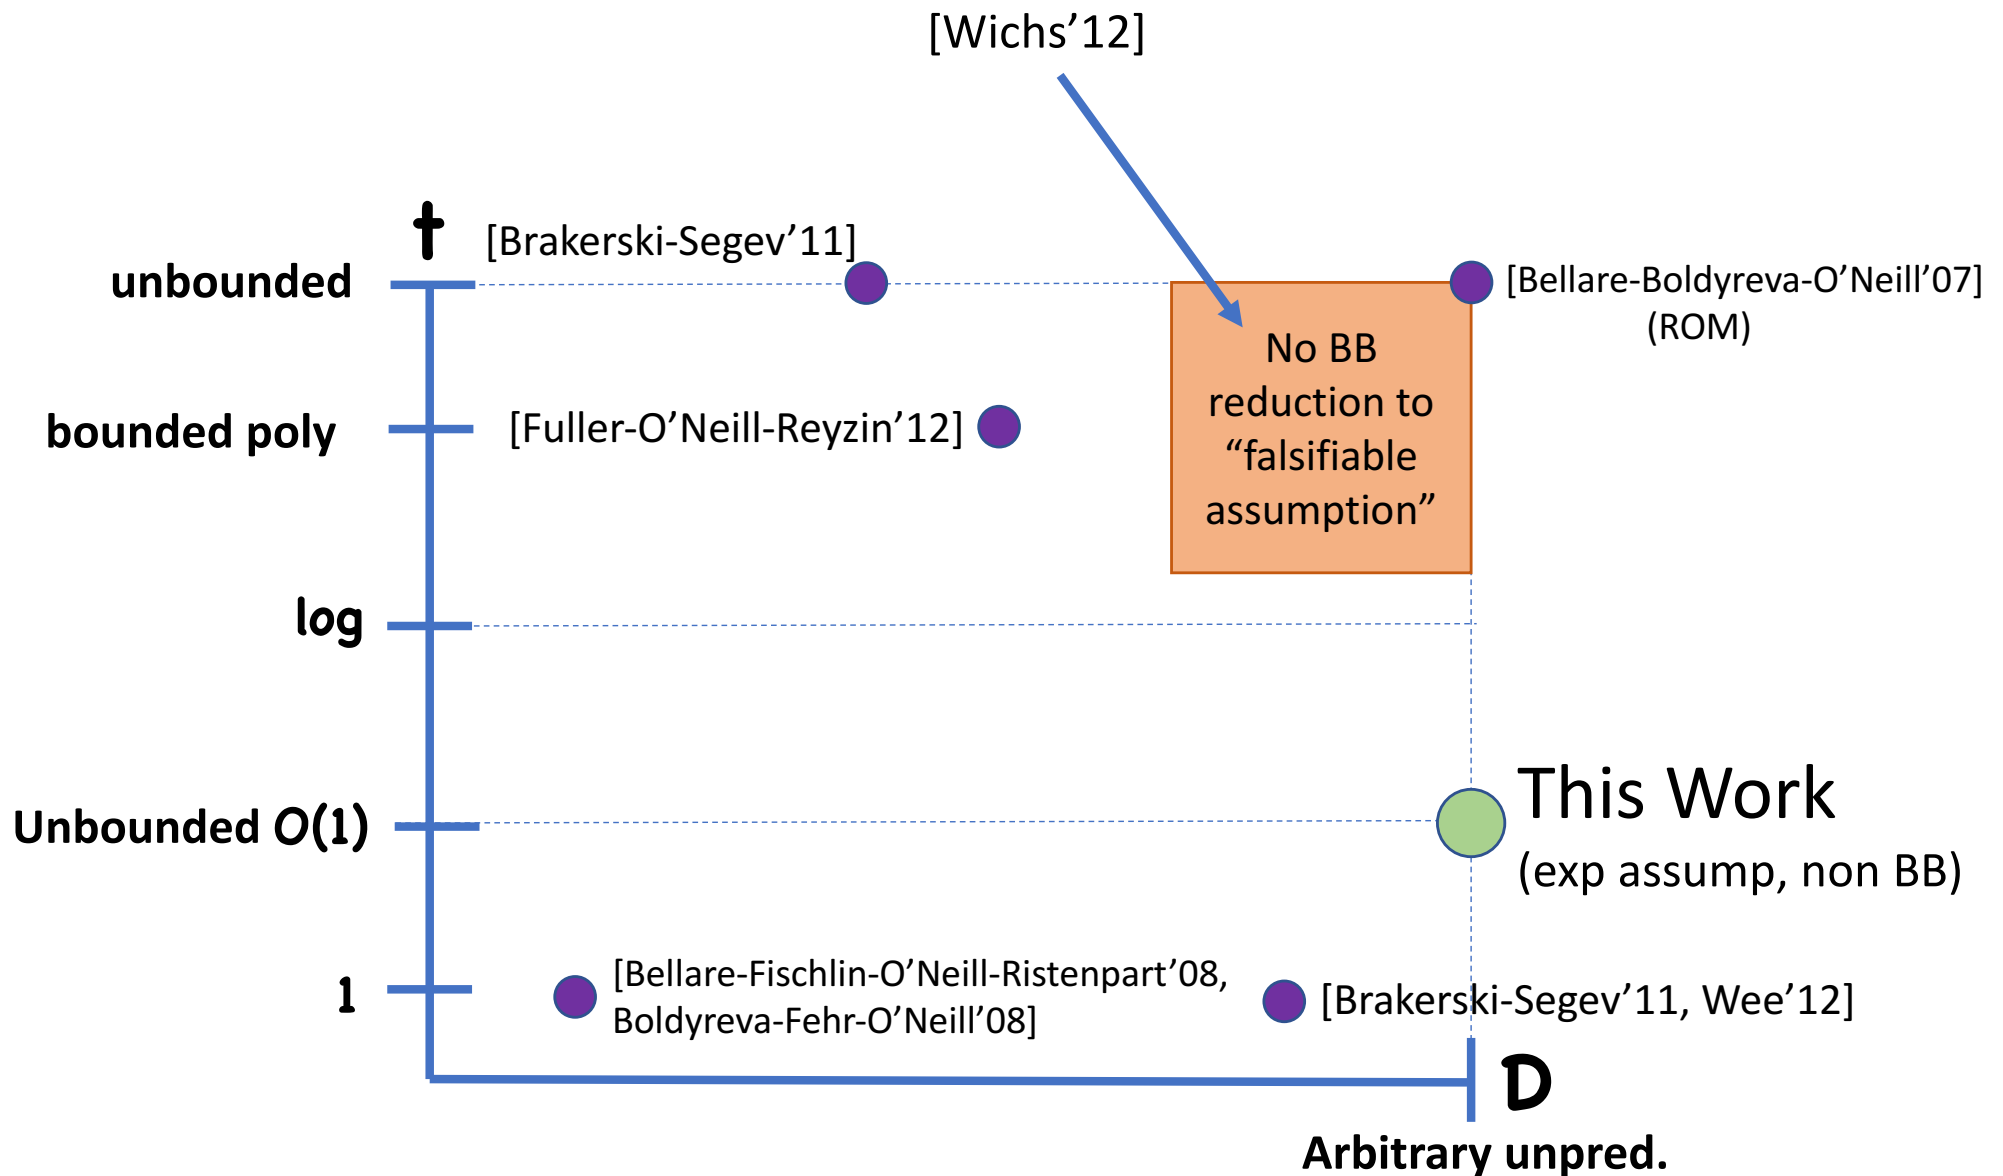 [Wichs’12]
t
[Brakerski-Segev’11]
unbounded
[Bellare-Boldyreva-O’Neill’07]
(ROM)
No BB
reduction to
“falsifiable
assumption”
bounded poly
[Fuller-O’Neill-Reyzin’12]
log
This Work
(exp assump, non BB)
Unbounded O(1)
[Bellare-Fischlin-O’Neill-Ristenpart’08,
Boldyreva-Fehr-O’Neill’08]
1
[Brakerski-Segev’11, Wee’12]
D
Arbitrary unpred.